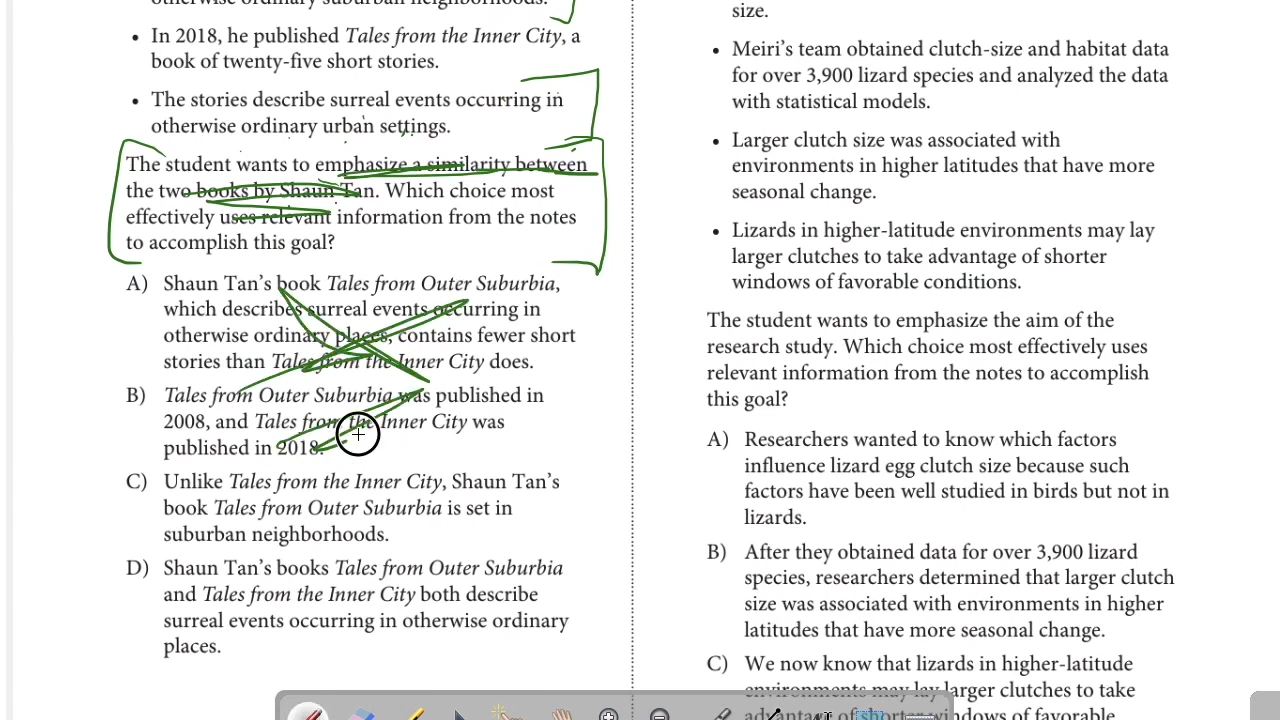 otherwise ordinary suburban neighborhoods.
• In 2018, he published Tales from the Inner City, a
book of twenty-five short stories.
• The stories describe surreal events occurring in
otherwise ordinary urban settings.
The student wants to emphasize a similarity between
the two books by Shaun Tan. Which choice most
effectively uses relevant information from the notes
to accomplish this goal?
A) Shaun Tan’s book Tales from Outer Suburbia,
which describes surreal events occurring in
otherwise ordinary places, contains fewer short
stories than Tales from the Inner City does.
B) Tales from Outer Suburbia was published in
2008, and Tales from the Inner City was
published in 2018.
C) Unlike Tales from the Inner City, Shaun Tan’s
book Tales from Outer Suburbia is set in
suburban neighborhoods.
D) Shaun Tan’s books Tales from Outer Suburbia
and Tales from the Inner City both describe
surreal events occurring in otherwise ordinary
places.
size.
• Meiri’s team obtained clutch-size and habitat data
for over 3,900 lizard species and analyzed the data
with statistical models.
• Larger clutch size was associated with
environments in higher latitudes that have more
seasonal change.
• Lizards in higher-latitude environments may lay
larger clutches to take advantage of shorter
windows of favorable conditions.
The student wants to emphasize the aim of the
research study. Which choice most effectively uses
relevant information from the notes to accomplish
this goal?
A) Researchers wanted to know which factors
influence lizard egg clutch size because such
factors have been well studied in birds but not in
lizards.
B) After they obtained data for over 3,900 lizard
species, researchers determined that larger clutch
size was associated with environments in higher
latitudes that have more seasonal change.
C) We now know that lizards in higher-latitude
environments may lay larger clutches to take
advantage of shorter windows of favorable